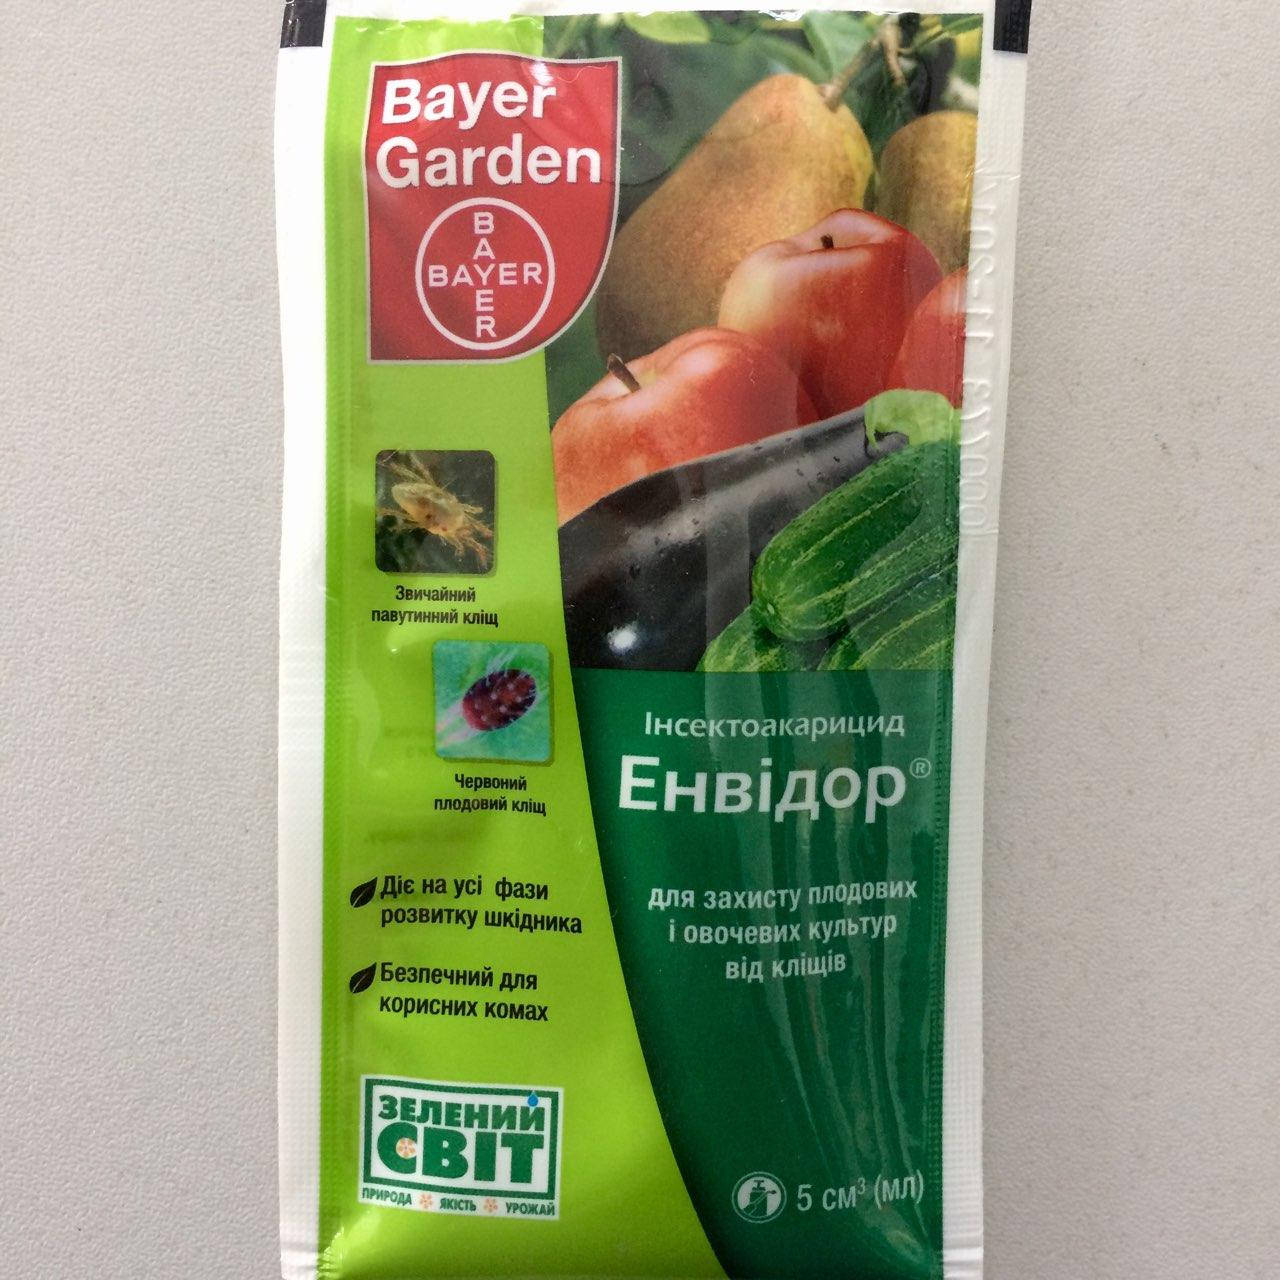 Bayer
Garden
BAYER
BAYER
Звичайний
павутинний кліщ
Червоний
плодовий кліщ
Інсектоакарицид
Енвідор®
для захисту плодових
і овочевих культур
від кліщів
Діє на усі фази
розвитку шкідника
Безпечний для
корисних комах
ЗЕЛЕНИЙ
СВІТ
ПРИРОДА ЯКІСТЬ УРОЖАЙ
5 см³ (мл)